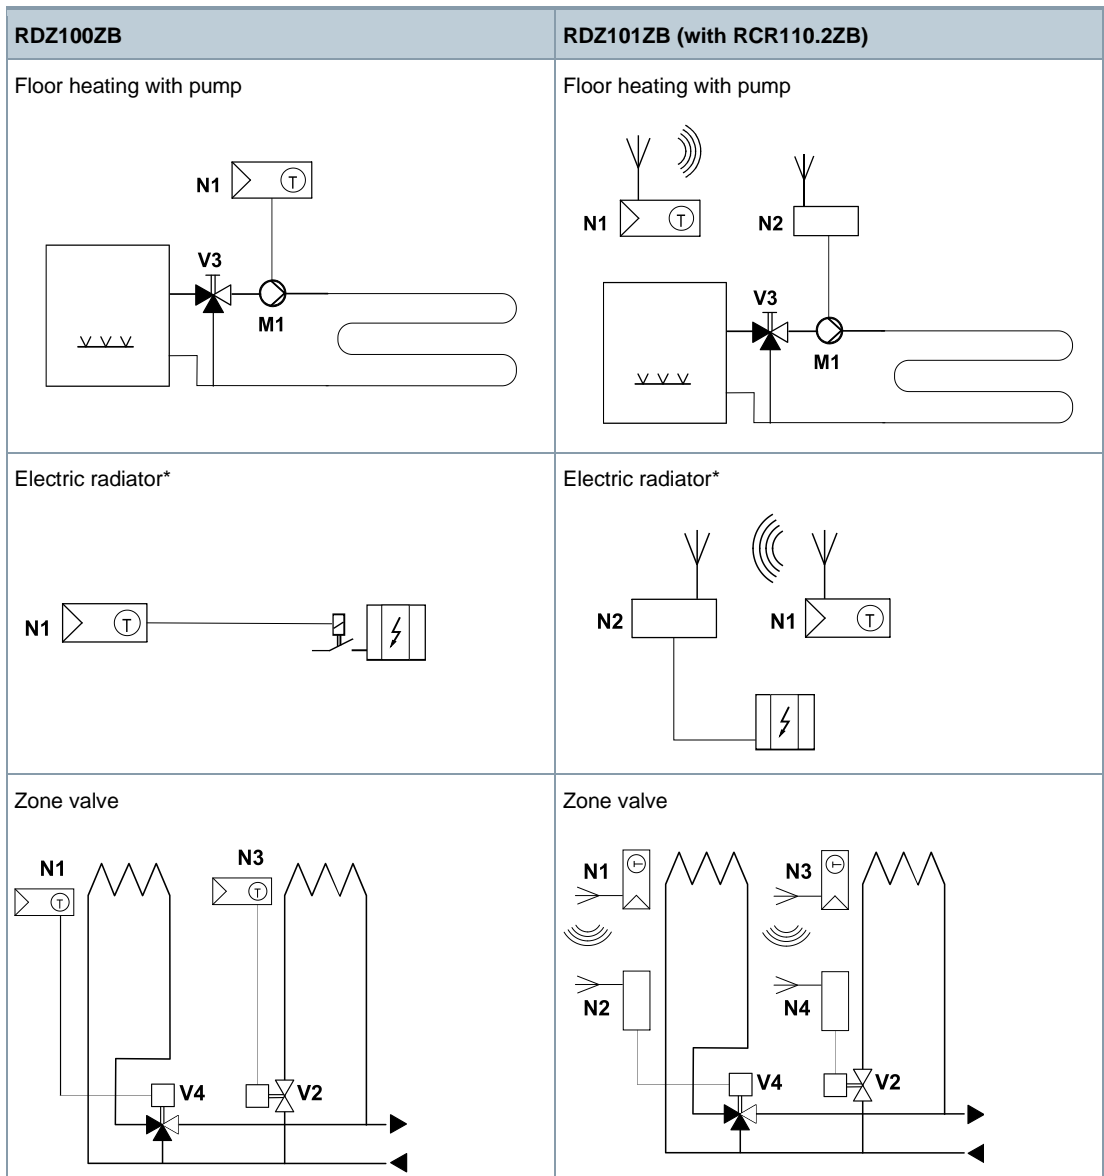 RDZ100ZB
RDZ101ZB (with RCR110.2ZB)
Floor heating with pump
N1
T
V3
M1
Floor heating with pump
N1
T
N2
V3
M1
Electric radiator*
N1
T
Electric radiator*
N2
N1
T
Zone valve
N1
T
N3
T
V4
V2
Zone valve
N1
T
N3
T
N2
N4
V4
V2